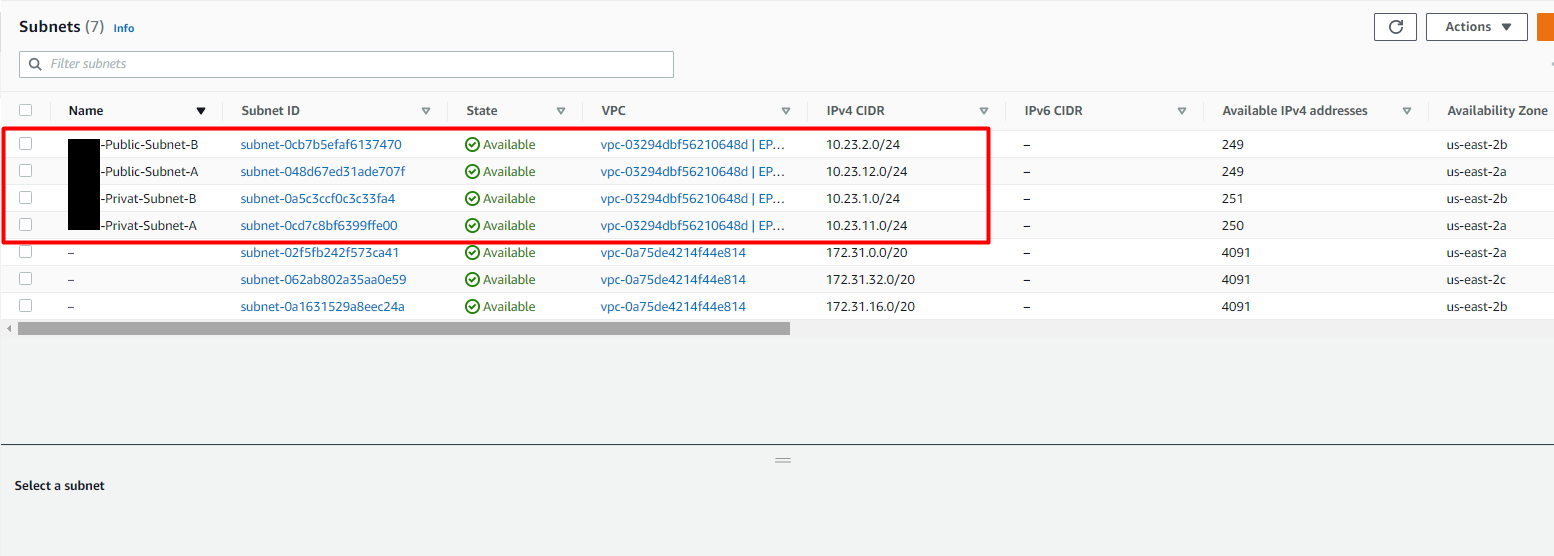 Subnets (7) Info
Actions
Filter subnets
Name Subnet ID State VPC IPv4 CIDR IPv6 CIDR Available IPv4 addresses Availability Zone
-Public-Subnet-B subnet-0cb7b5efaf6137470 Available vpc-03294dbf56210648d | EP... 10.23.2.0/24 – 249 us-east-2b
-Public-Subnet-A subnet-048d67ed31ade707f Available vpc-03294dbf56210648d | EP... 10.23.12.0/24 – 249 us-east-2a
-Privat-Subnet-B subnet-0a5c3ccf0c3c33fa4 Available vpc-03294dbf56210648d | EP... 10.23.1.0/24 – 251 us-east-2b
-Privat-Subnet-A subnet-0cd7c8bf6399ffe00 Available vpc-03294dbf56210648d | EP... 10.23.11.0/24 – 250 us-east-2a
– subnet-02f5fb242f573ca41 Available vpc-0a75de4214f44e814 172.31.0.0/20 – 4091 us-east-2a
– subnet-062ab802a35aa0e59 Available vpc-0a75de4214f44e814 172.31.32.0/20 – 4091 us-east-2c
– subnet-0a1631529a8eec24a Available vpc-0a75de4214f44e814 172.31.16.0/20 – 4091 us-east-2b
Select a subnet